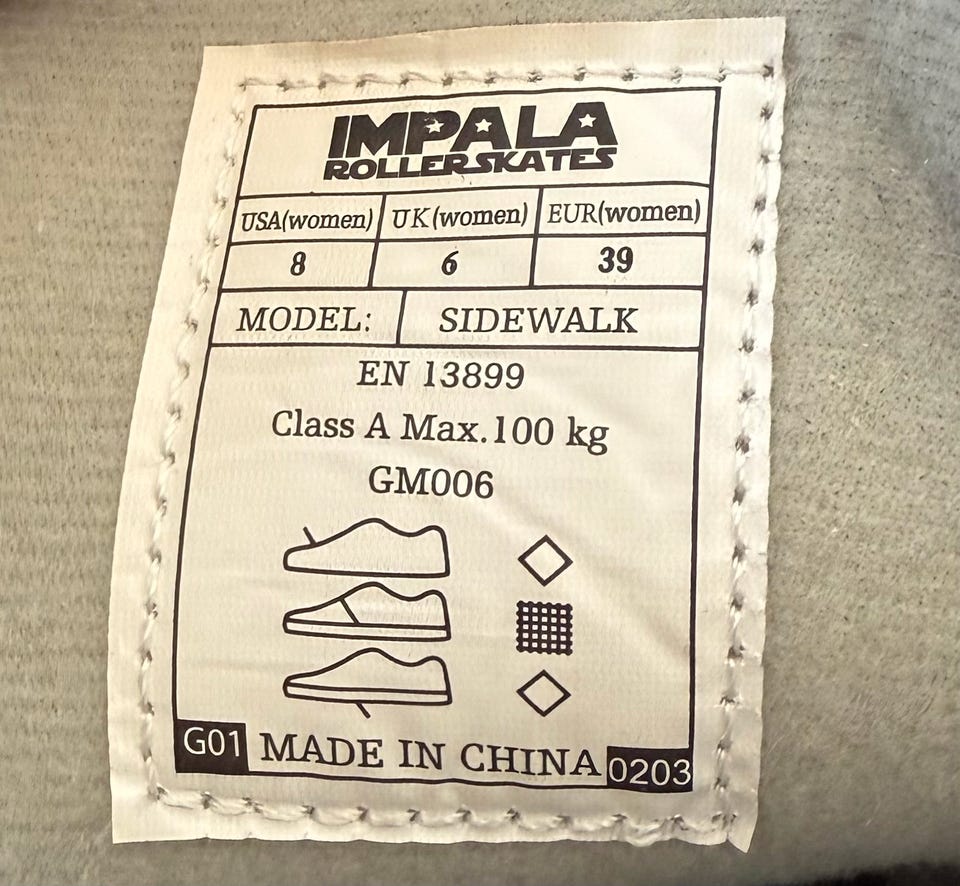 IMPALA
ROLLERSKATES
USA(women) UK(women) EUR(women)
8 6 39
MODEL: SIDEWALK
EN 13899
Class A Max.100 kg
GM006
G01 MADE IN CHINA 0203